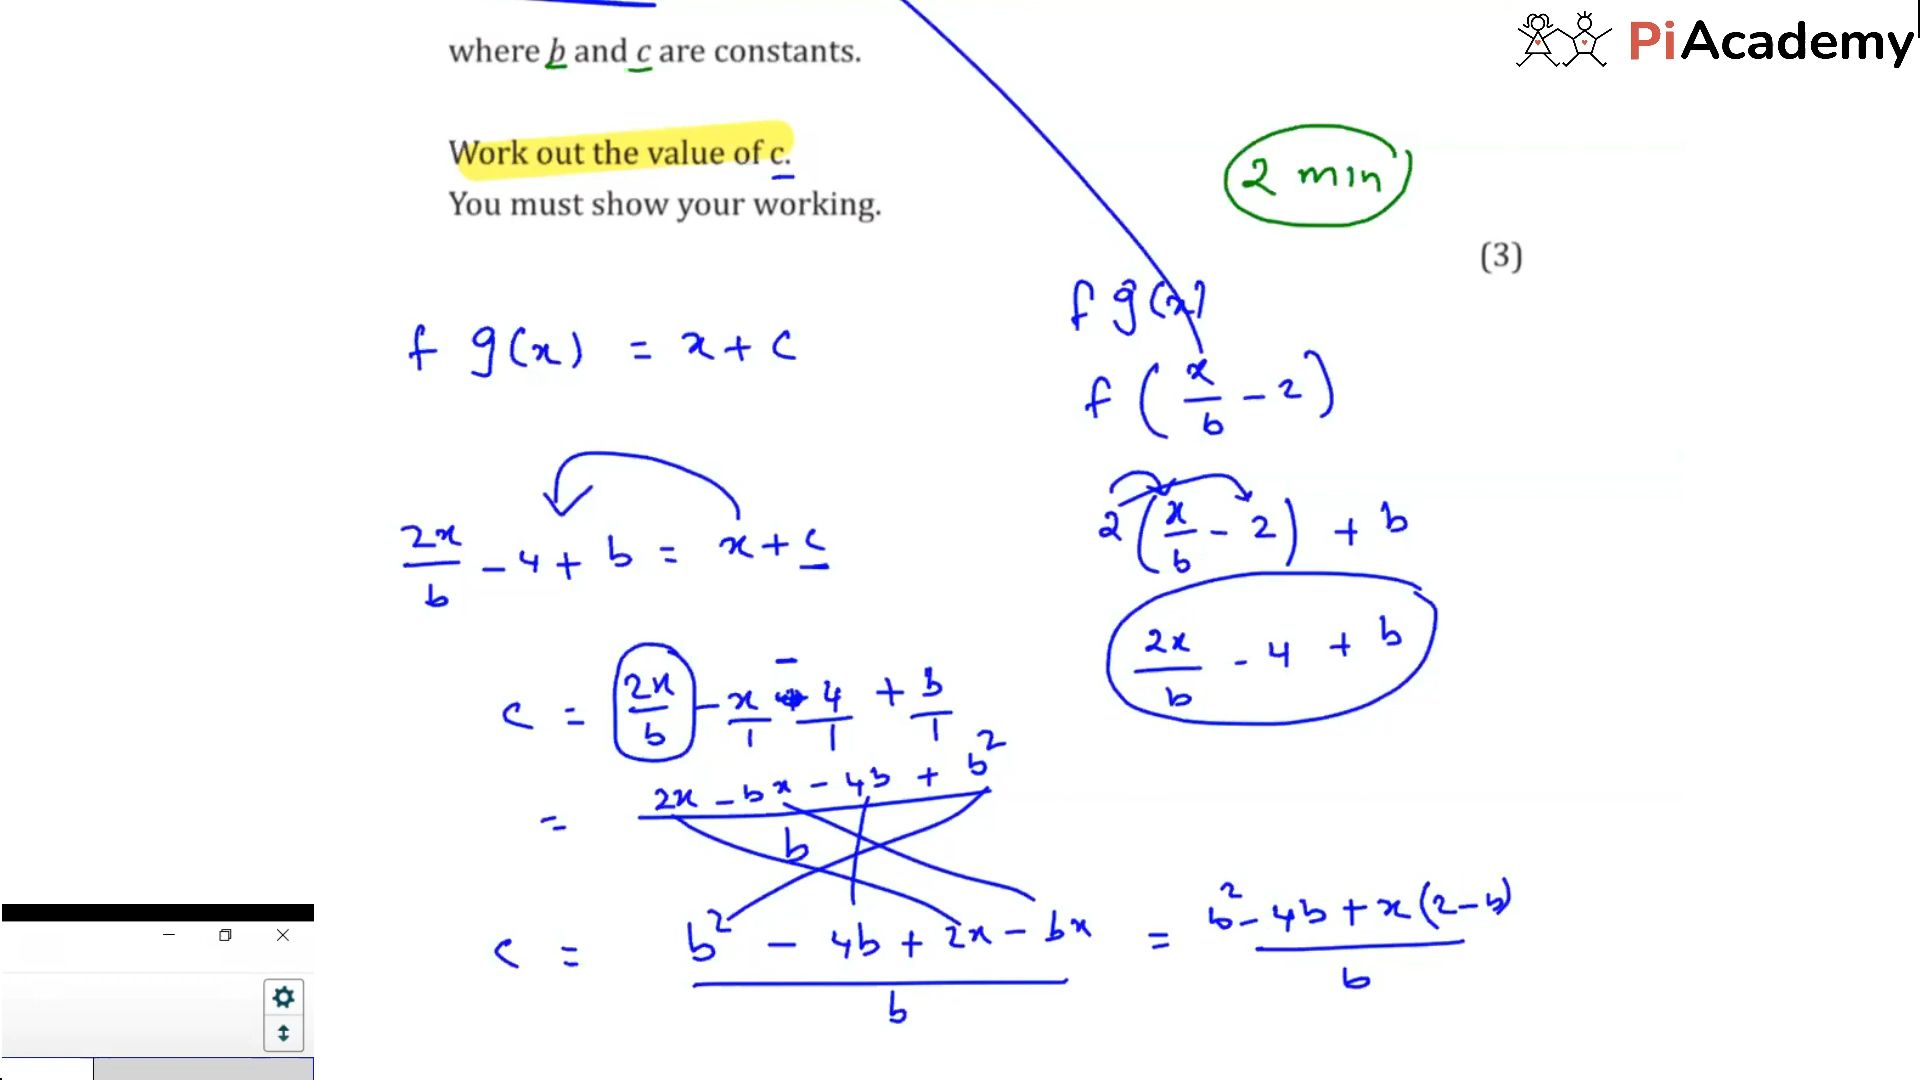 where b and c are constants.
PiAcademy
Work out the value of c.
You must show your working.
2 min
(3)
f g(x) = x + c
f g(x)
f ( x/b - 2 )
2x/b - 4 + b = x + c
2 ( x/b - 2 ) + b
2x/b - 4 + b
c = 2x/b - x/1 - 4/1 + b/1
= 2x - bx - 4b + b² / b
c = b² - 4b + 2x - bx / b = b² - 4b + x(2 - b) / b